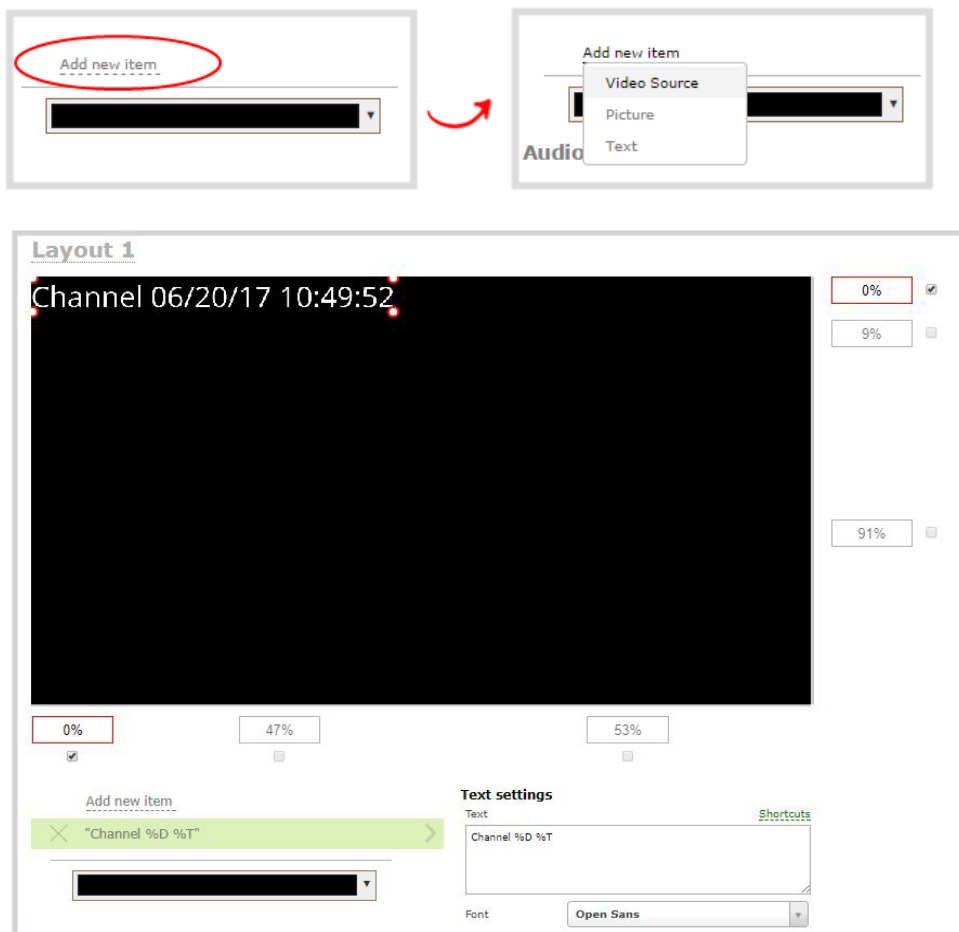 Add new item
Add new item
Video Source
Picture
Text
Audio
Layout 1
Channel 06/20/17 10:49:52
0%
9%
91%
0%
47%
53%
Add new item
"Channel %D %T"
Text settings
Text
Shortcuts
Channel %D %T
Font
Open Sans